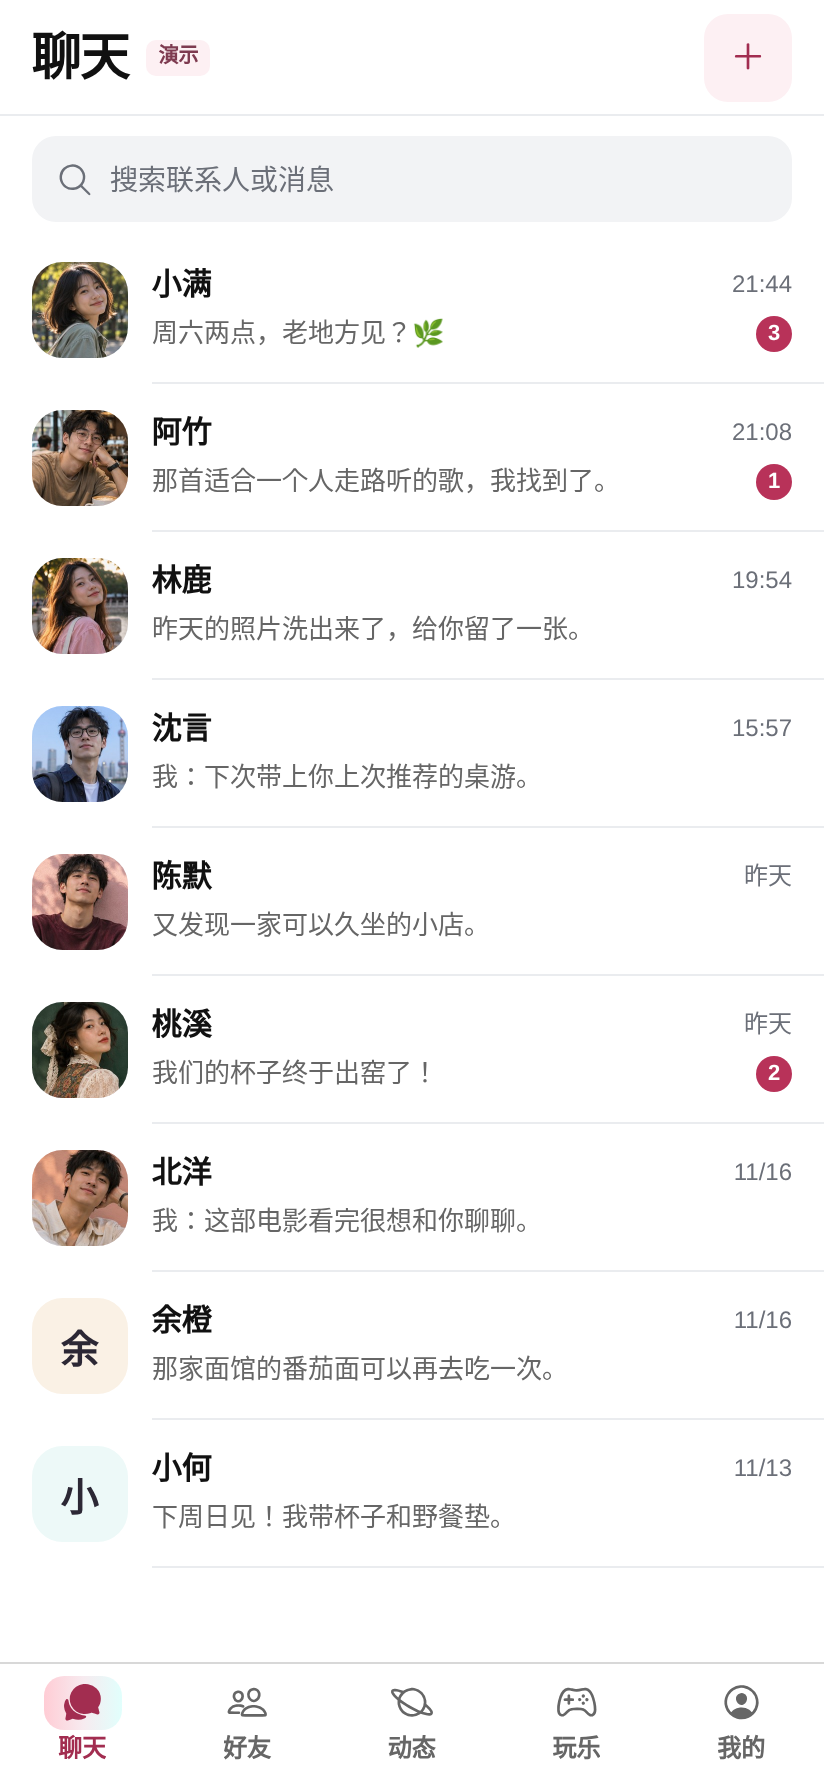 聊天 演示
搜索联系人或消息
小满 21:44
周六两点，老地方见？🌿 3
阿竹 21:08
那首适合一个人走路听的歌，我找到了。 1
林鹿 19:54
昨天的照片洗出来了，给你留了一张。
沈言 15:57
我：下次带上你上次推荐的桌游。
陈默 昨天
又发现一家可以久坐的小店。
桃溪 昨天
我们的杯子终于出窑了！ 2
北洋 11/16
我：这部电影看完很想和你聊聊。
余 余橙 11/16
那家面馆的番茄面可以再去吃一次。
小 小何 11/13
下周日见！我带杯子和野餐垫。
聊天 好友 动态 玩乐 我的